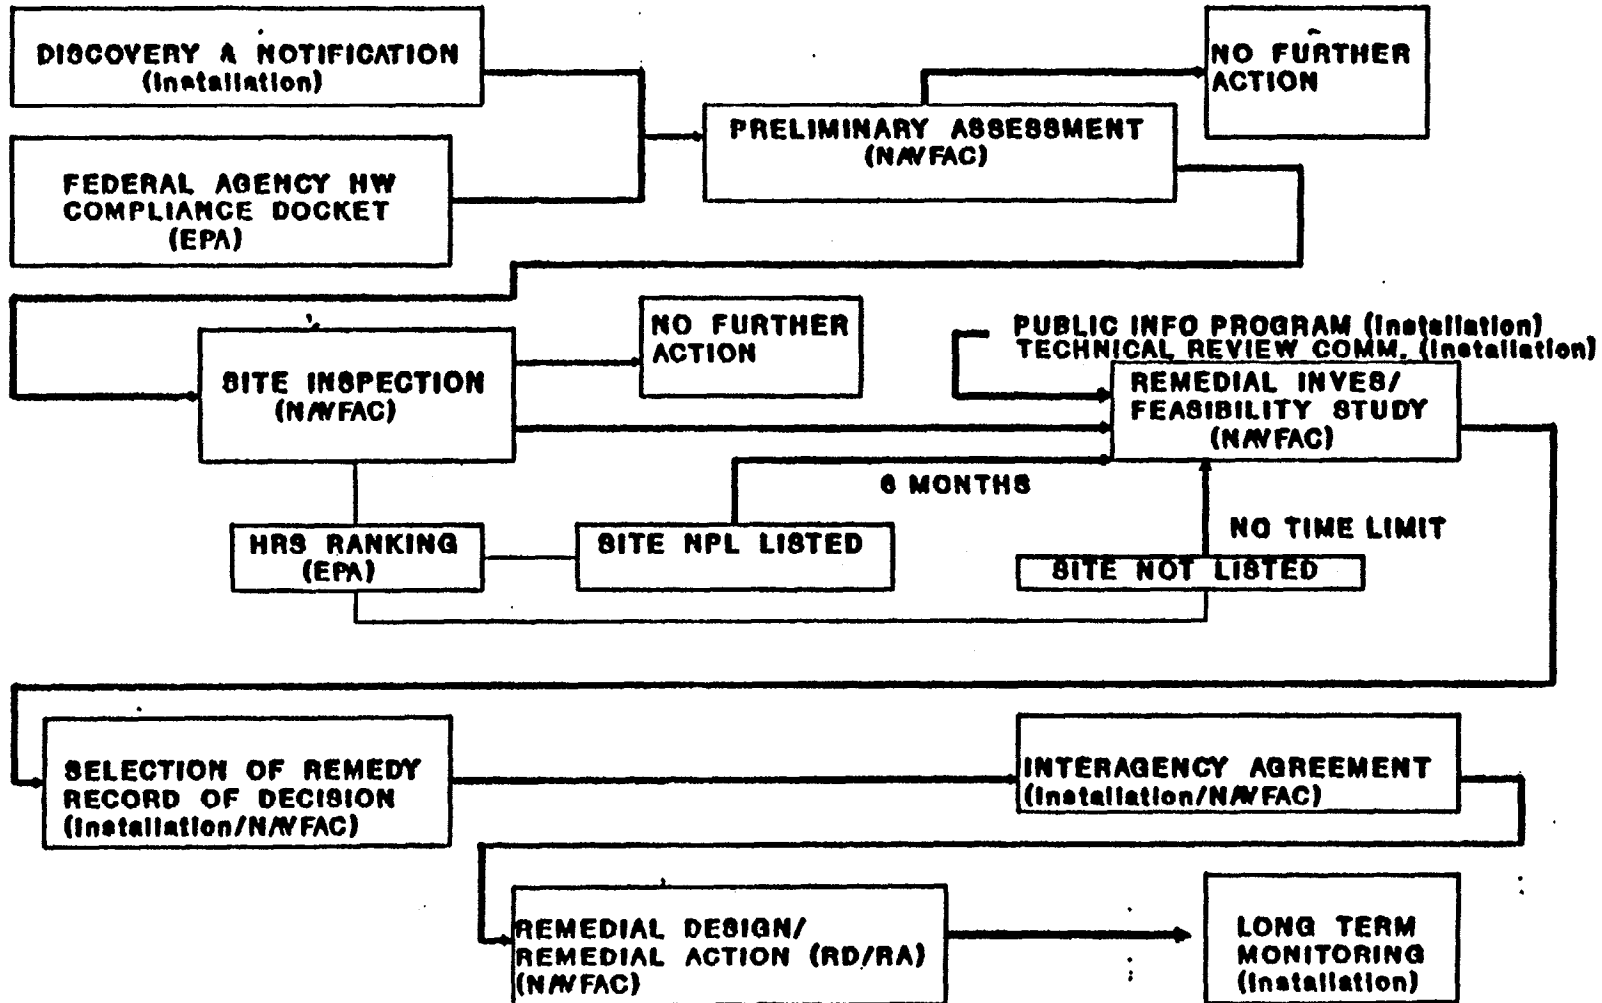 DISCOVERY & NOTIFICATION
(Installation)
NO FURTHER
ACTION
PRELIMINARY ASSESSMENT
(NAVFAC)
FEDERAL AGENCY HW
COMPLIANCE DOCKET
(EPA)
NO FURTHER
ACTION
PUBLIC INFO PROGRAM (Installation)
TECHNICAL REVIEW COMM. (Installation)
SITE INSPECTION
(NAVFAC)
REMEDIAL INVES/
FEASIBILITY STUDY
(NAVFAC)
6 MONTHS
NO TIME LIMIT
HRS RANKING
(EPA)
SITE NPL LISTED
SITE NOT LISTED
SELECTION OF REMEDY
RECORD OF DECISION
(Installation/NAVFAC)
INTERAGENCY AGREEMENT
(Installation/NAVFAC)
REMEDIAL DESIGN/
REMEDIAL ACTION (RD/RA)
(NAVFAC)
LONG TERM
MONITORING
(Installation)